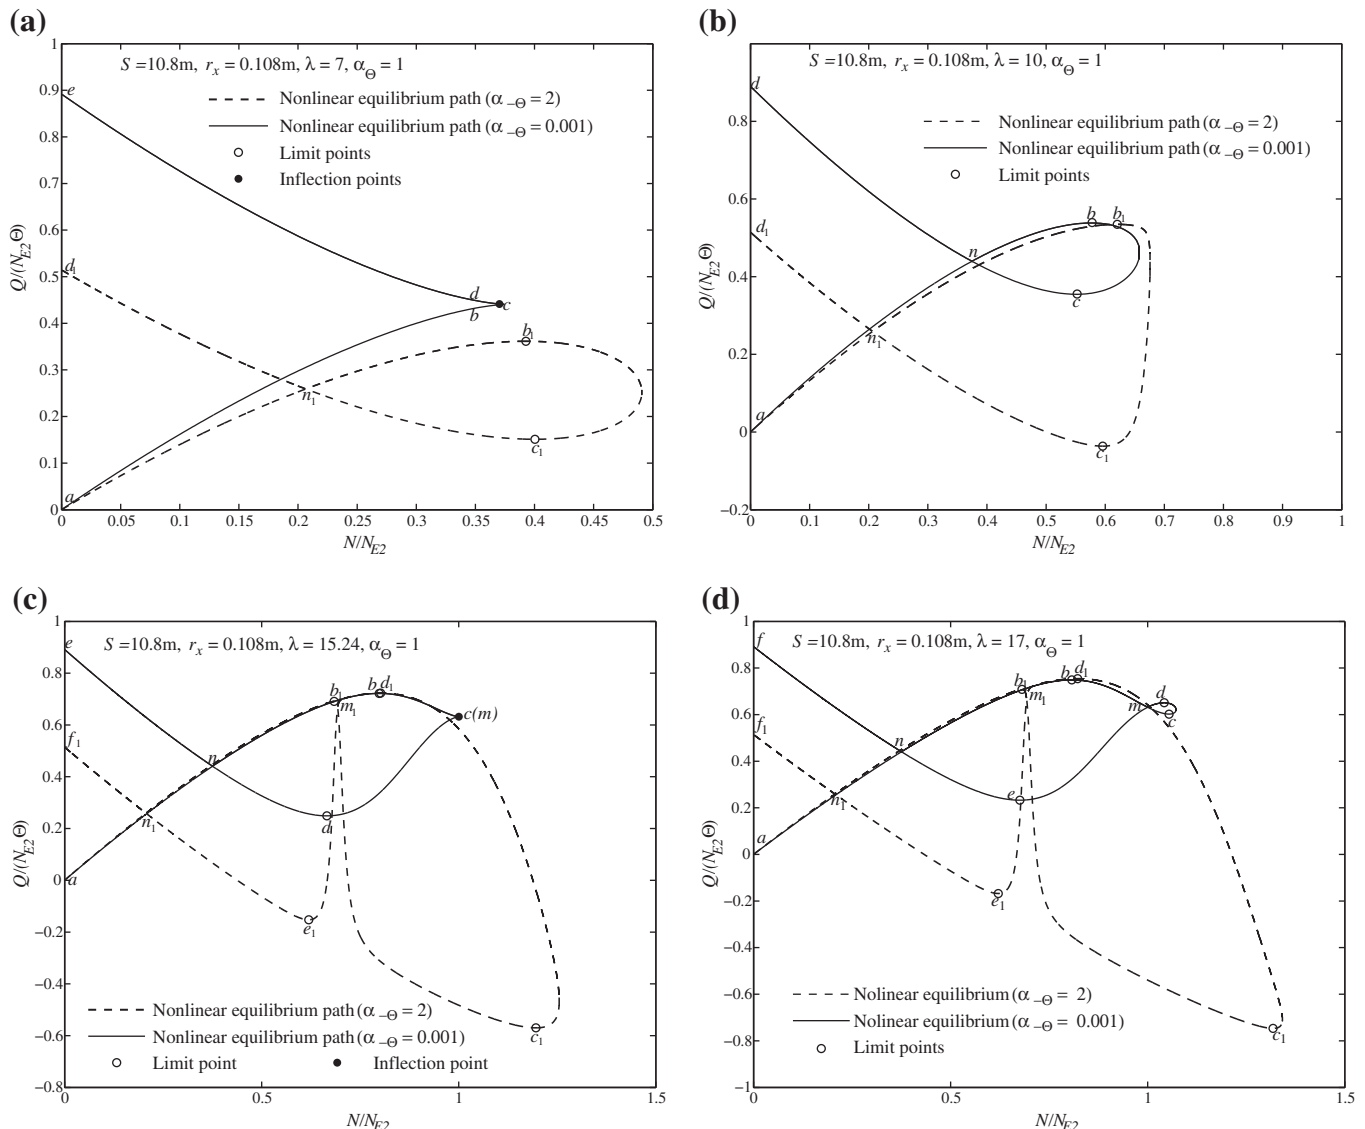 (a)
S =10.8m, r_x = 0.108m, λ = 7, α_Θ = 1
Nonlinear equilibrium path (α_−Θ = 2)
Nonlinear equilibrium path (α_−Θ = 0.001)
Limit points
Inflection points
Q/(N_E2 Θ)
1
0.9
0.8
0.7
0.6
0.5
0.4
0.3
0.2
0.1
0
e
d_1
d
c
b
b_1
n_1
c_1
a
0 0.05 0.1 0.15 0.2 0.25 0.3 0.35 0.4 0.45 0.5
N/N_E2
(b)
S =10.8m, r_x = 0.108m, λ = 10, α_Θ = 1
Nonlinear equilibrium path (α_−Θ = 2)
Nonlinear equilibrium path (α_−Θ = 0.001)
Limit points
Q/(N_E2 Θ)
1
0.8
0.6
0.4
0.2
0
−0.2
d
d_1
b b_1
n
c
n_1
a
c_1
0 0.1 0.2 0.3 0.4 0.5 0.6 0.7 0.8 0.9 1
N/N_E2
(c)
S =10.8m, r_x = 0.108m, λ = 15.24, α_Θ = 1
Q/(N_E2 Θ)
1
0.8
0.6
0.4
0.2
0
−0.2
−0.4
−0.6
−0.8
e
b_1
b d_1
m_1
c(m)
f_1
n
n_1
d
a
e_1
c_1
Nonlinear equilibrium path (α_−Θ = 2)
Nonlinear equilibrium path (α_−Θ = 0.001)
Limit point
Inflection point
0 0.5 1 1.5
N/N_E2
(d)
S =10.8m, r_x = 0.108m, λ = 17, α_Θ = 1
Q/(N_E2 Θ)
1
0.8
0.6
0.4
0.2
0
−0.2
−0.4
−0.6
−0.8
−1
f
b_1
b d_1
m_1
m
d
c
f_1
n
n_1
e
a
e_1
c_1
Nolinear equilibrium (α_−Θ = 2)
Nolinear equilibrium (α_−Θ = 0.001)
Limit points
0 0.5 1 1.5
N/N_E2